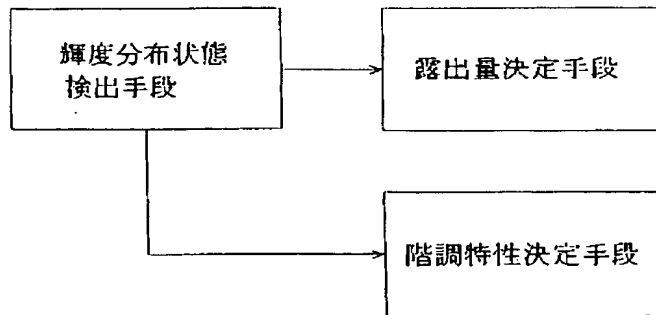 輝度分布状態
検出手段
露出量決定手段
階調特性決定手段